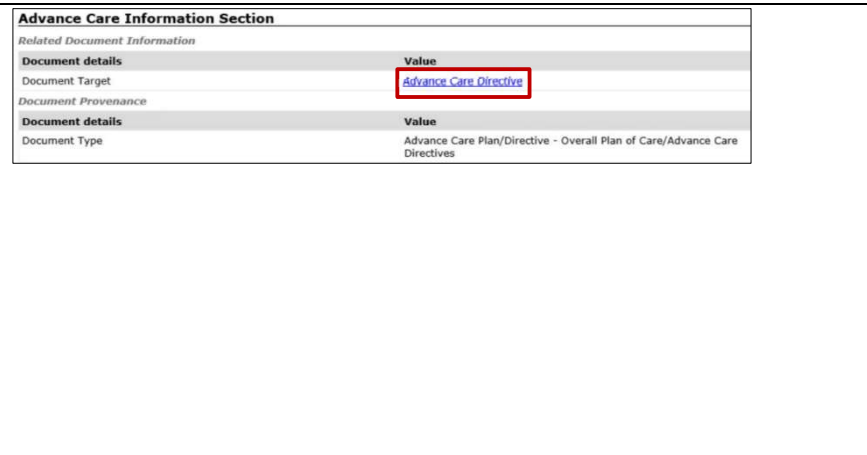 Advance Care Information Section
Related Document Information
Document details Value
Document Target Advance Care Directive
Document Provenance
Document details Value
Document Type Advance Care Plan/Directive - Overall Plan of Care/Advance Care
Directives